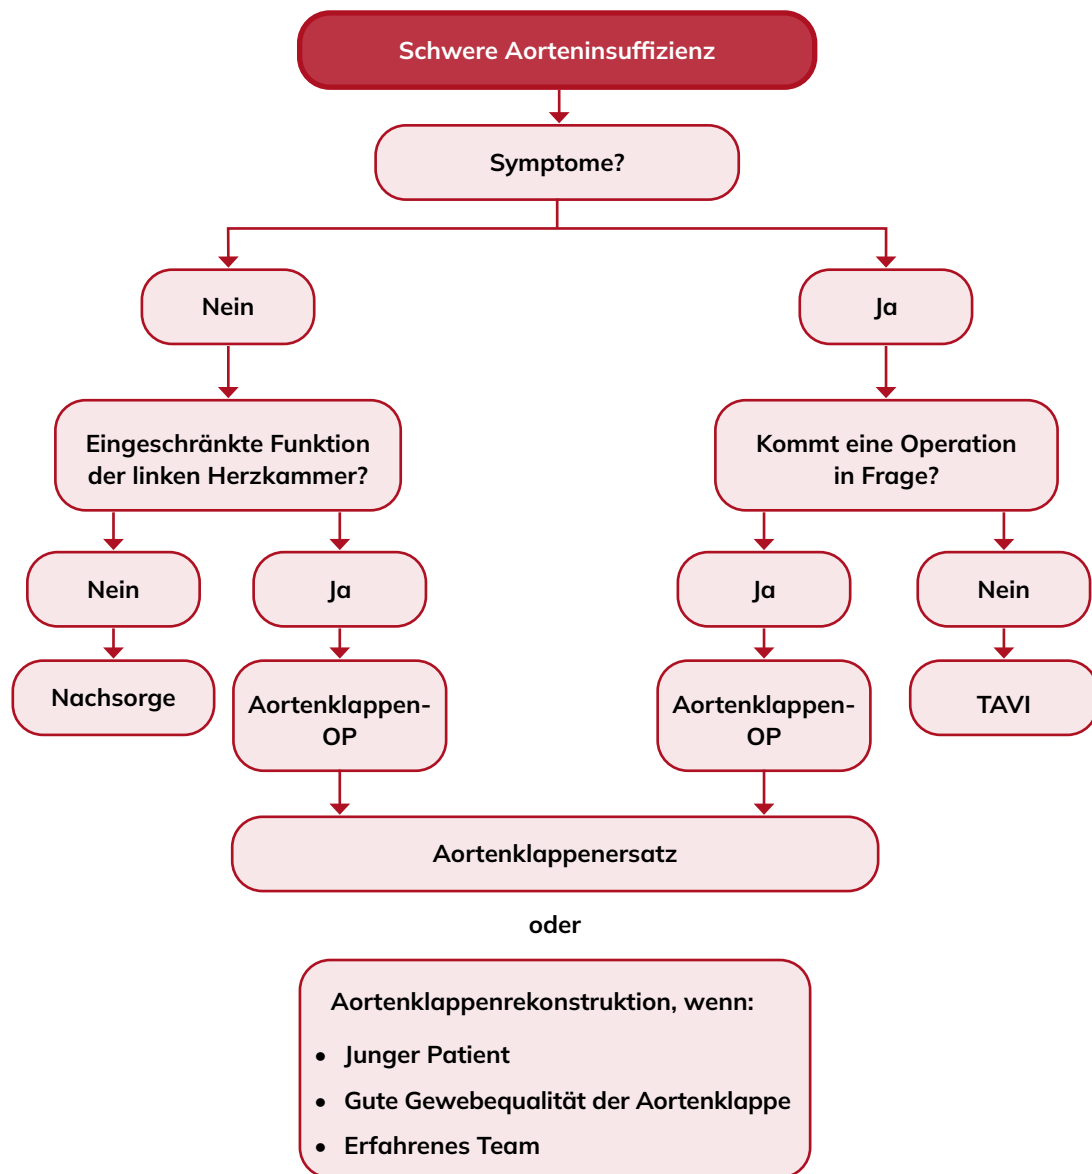 Schwere Aorteninsuffizienz
Symptome?
Nein
Ja
Eingeschränkte Funktion
der linken Herzkammer?
Kommt eine Operation
in Frage?
Nein
Ja
Ja
Nein
Nachsorge
Aortenklappen-
OP
Aortenklappen-
OP
TAVI
Aortenklappenersatz
oder
Aortenklappenrekonstruktion, wenn:
• Junger Patient
• Gute Gewebequalität der Aortenklappe
• Erfahrenes Team